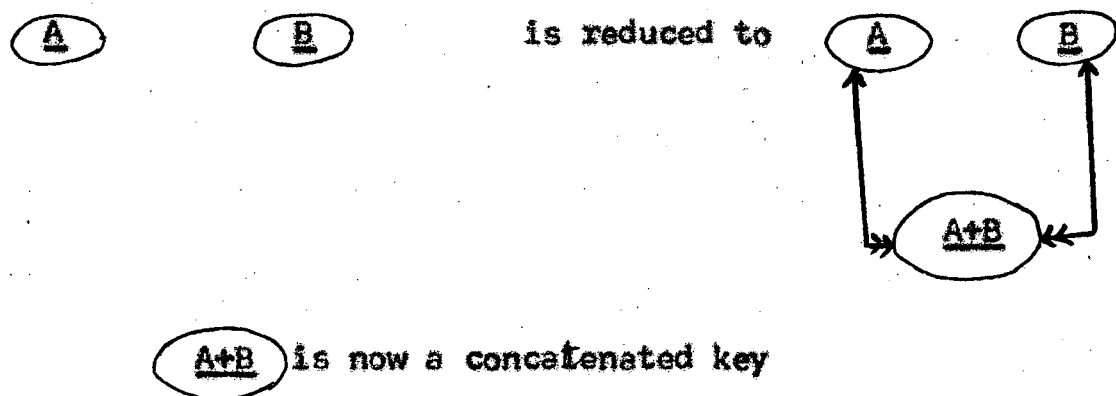 A B is reduced to A B
A+B
A+B is now a concatenated key